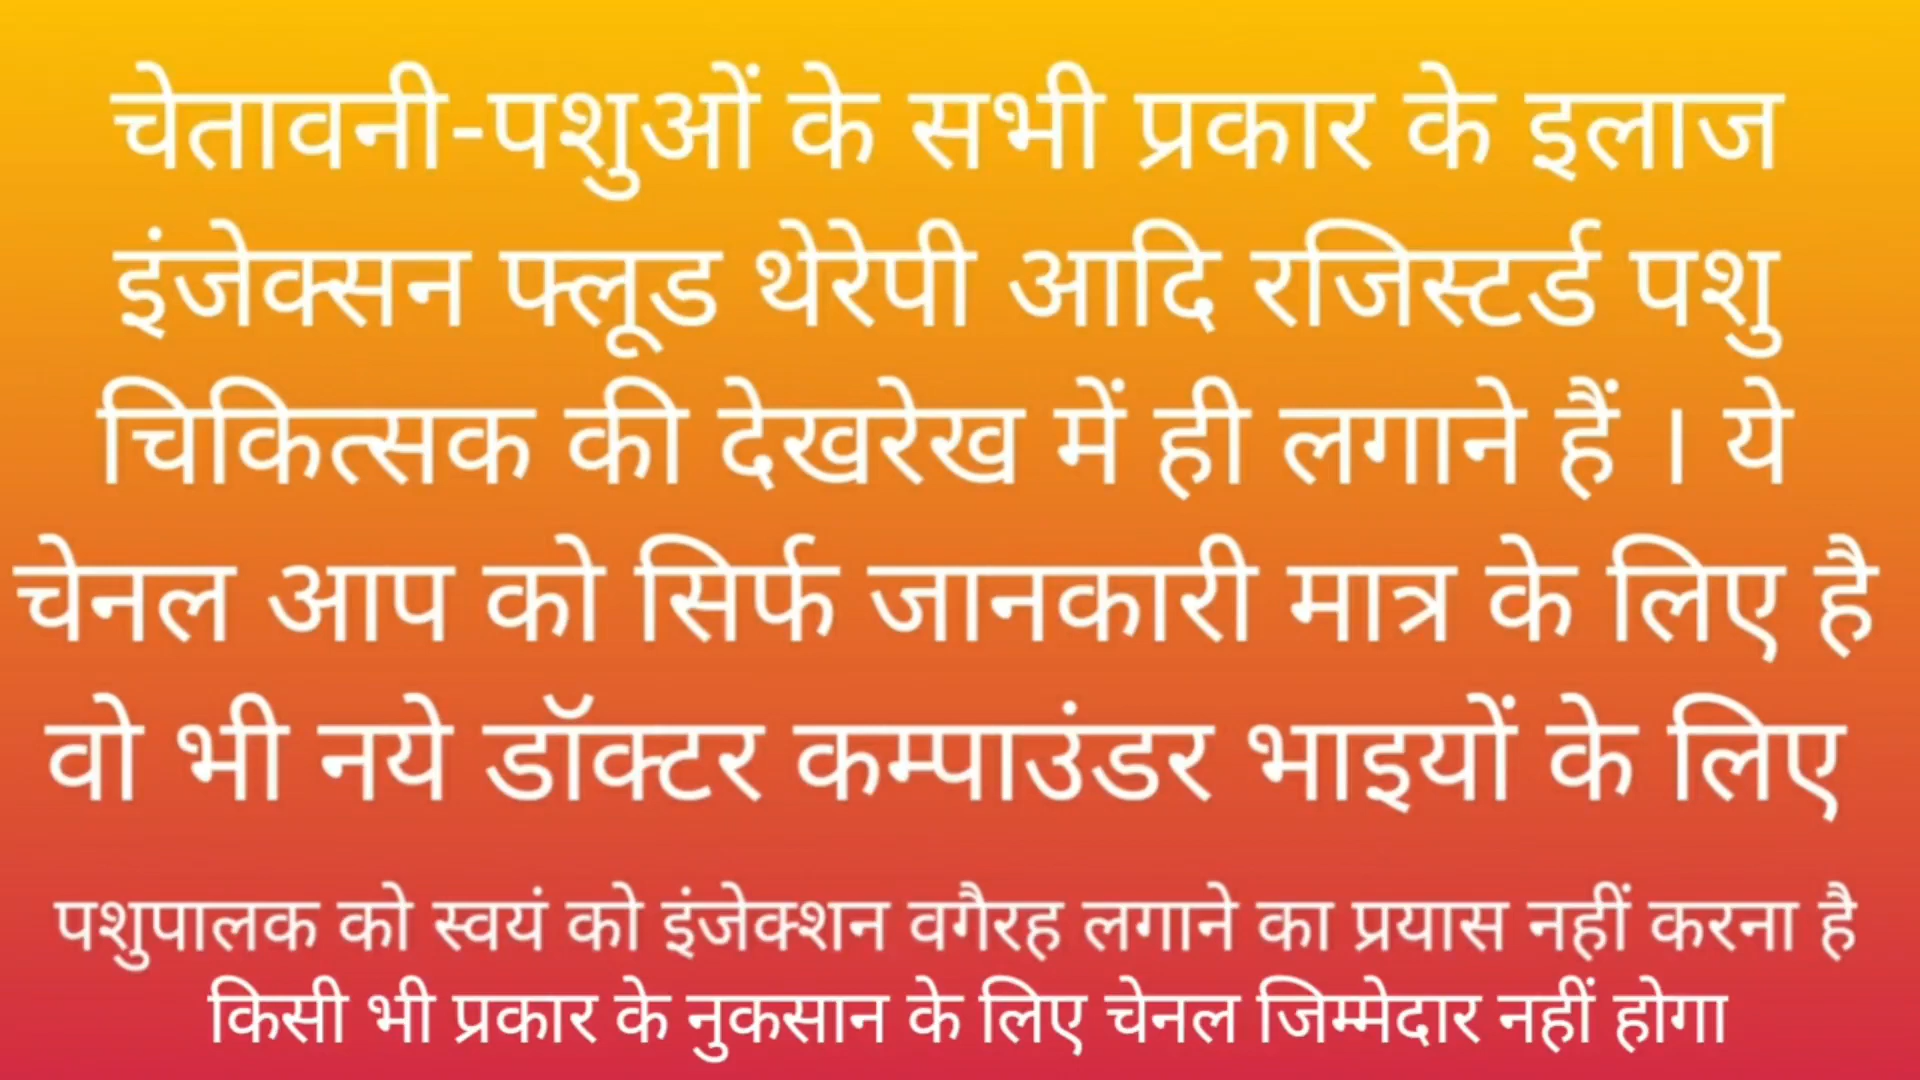 चेतावनी-पशुओं के सभी प्रकार के इलाज
इंजेक्सन फ्लूड थेरेपी आदि रजिस्टर्ड पशु
चिकित्सक की देखरेख में ही लगाने हैं । ये
चेनल आप को सिर्फ जानकारी मात्र के लिए है
वो भी नये डॉक्टर कम्पाउंडर भाइयों के लिए
पशुपालक को स्वयं को इंजेक्शन वगैरह लगाने का प्रयास नहीं करना है
किसी भी प्रकार के नुकसान के लिए चेनल जिम्मेदार नहीं होगा